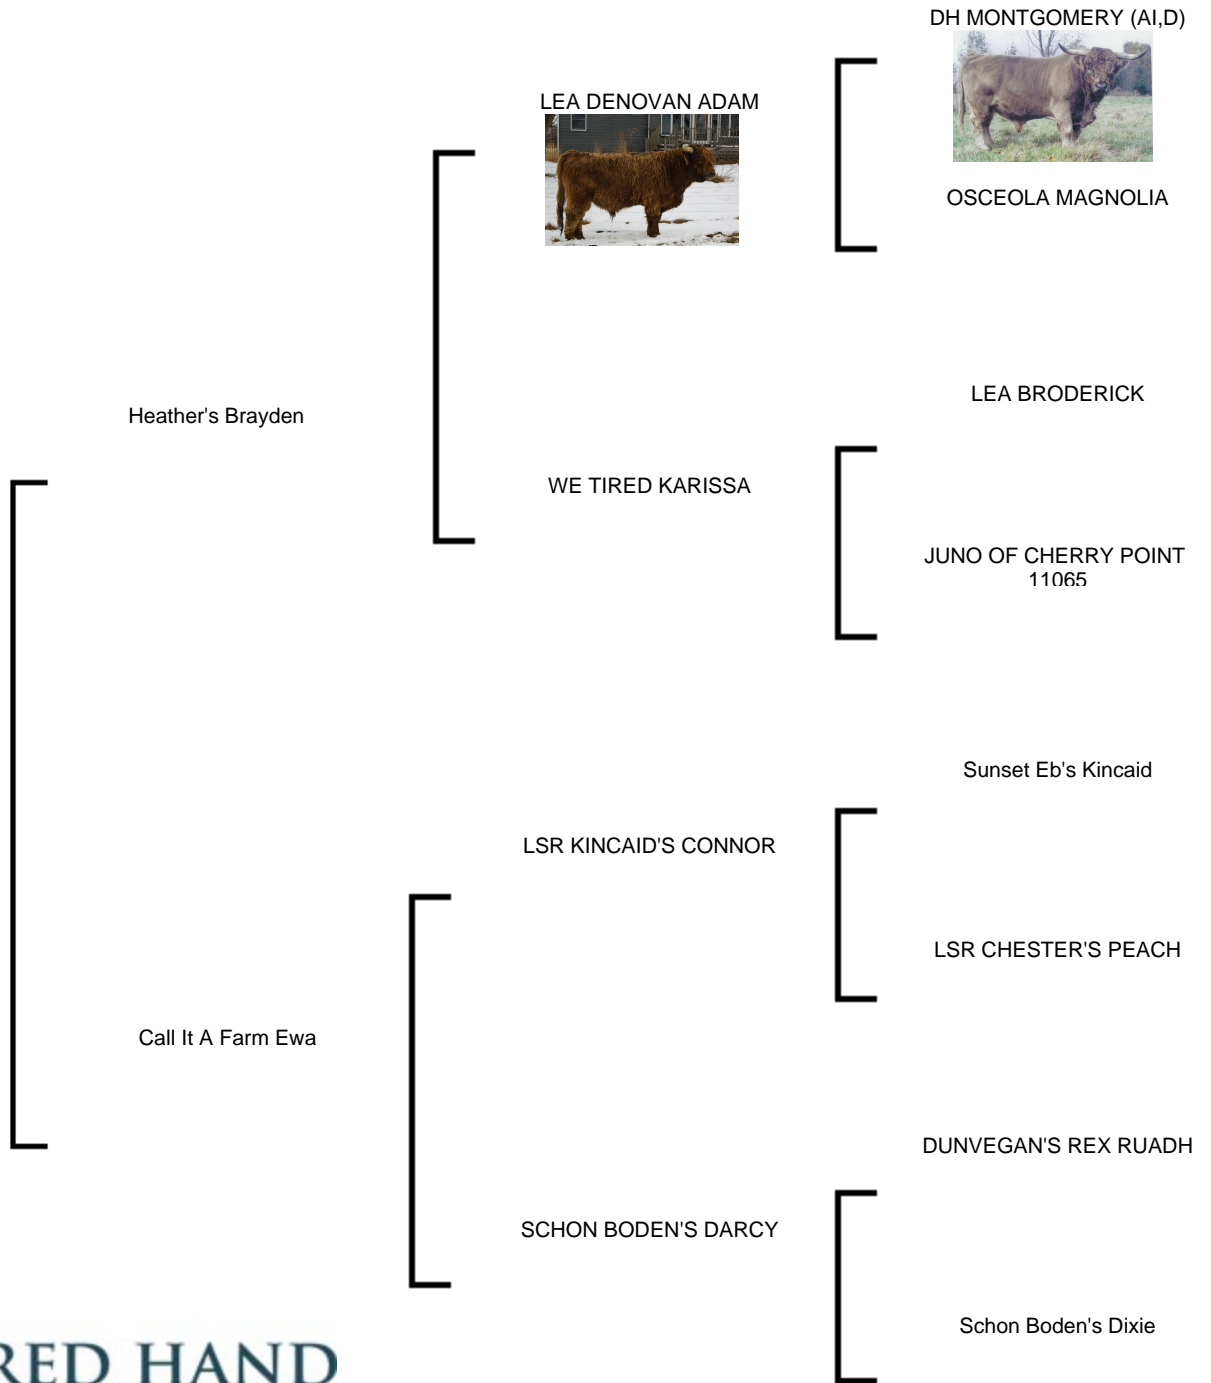 DH MONTGOMERY (AI,D)
LEA DENOVAN ADAM
OSCEOLA MAGNOLIA
LEA BRODERICK
Heather's Brayden
WE TIRED KARISSA
JUNO OF CHERRY POINT
11065
Sunset Eb's Kincaid
LSR KINCAID'S CONNOR
LSR CHESTER'S PEACH
Call It A Farm Ewa
DUNVEGAN'S REX RUADH
SCHON BODEN'S DARCY
Schon Boden's Dixie
RED HAND